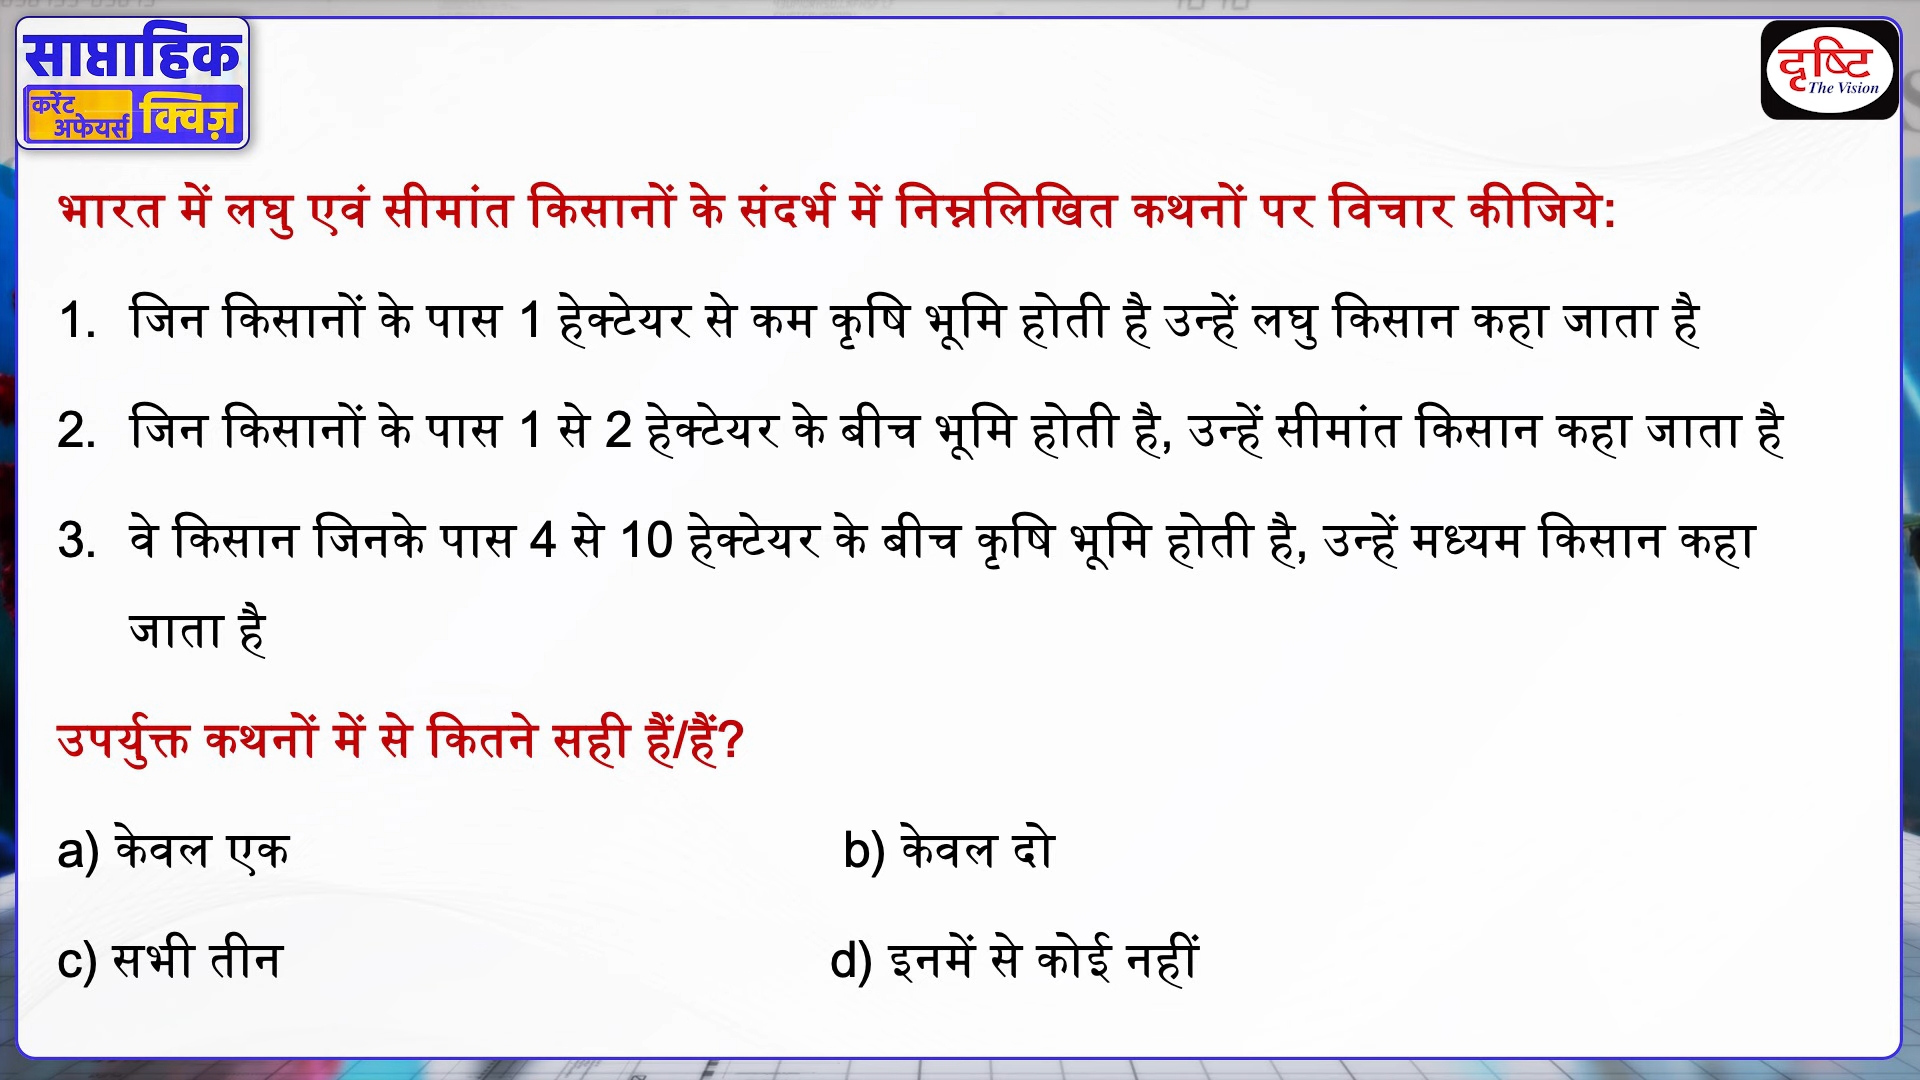 साप्ताहिक
करेंट
अफेयर्स क्विज़
दृष्टि
The Vision
भारत में लघु एवं सीमांत किसानों के संदर्भ में निम्नलिखित कथनों पर विचार कीजिये:
1. जिन किसानों के पास 1 हेक्टेयर से कम कृषि भूमि होती है उन्हें लघु किसान कहा जाता है
2. जिन किसानों के पास 1 से 2 हेक्टेयर के बीच भूमि होती है, उन्हें सीमांत किसान कहा जाता है
3. वे किसान जिनके पास 4 से 10 हेक्टेयर के बीच कृषि भूमि होती है, उन्हें मध्यम किसान कहा
जाता है
उपर्युक्त कथनों में से कितने सही हैं/हैं?
a) केवल एक b) केवल दो
c) सभी तीन d) इनमें से कोई नहीं